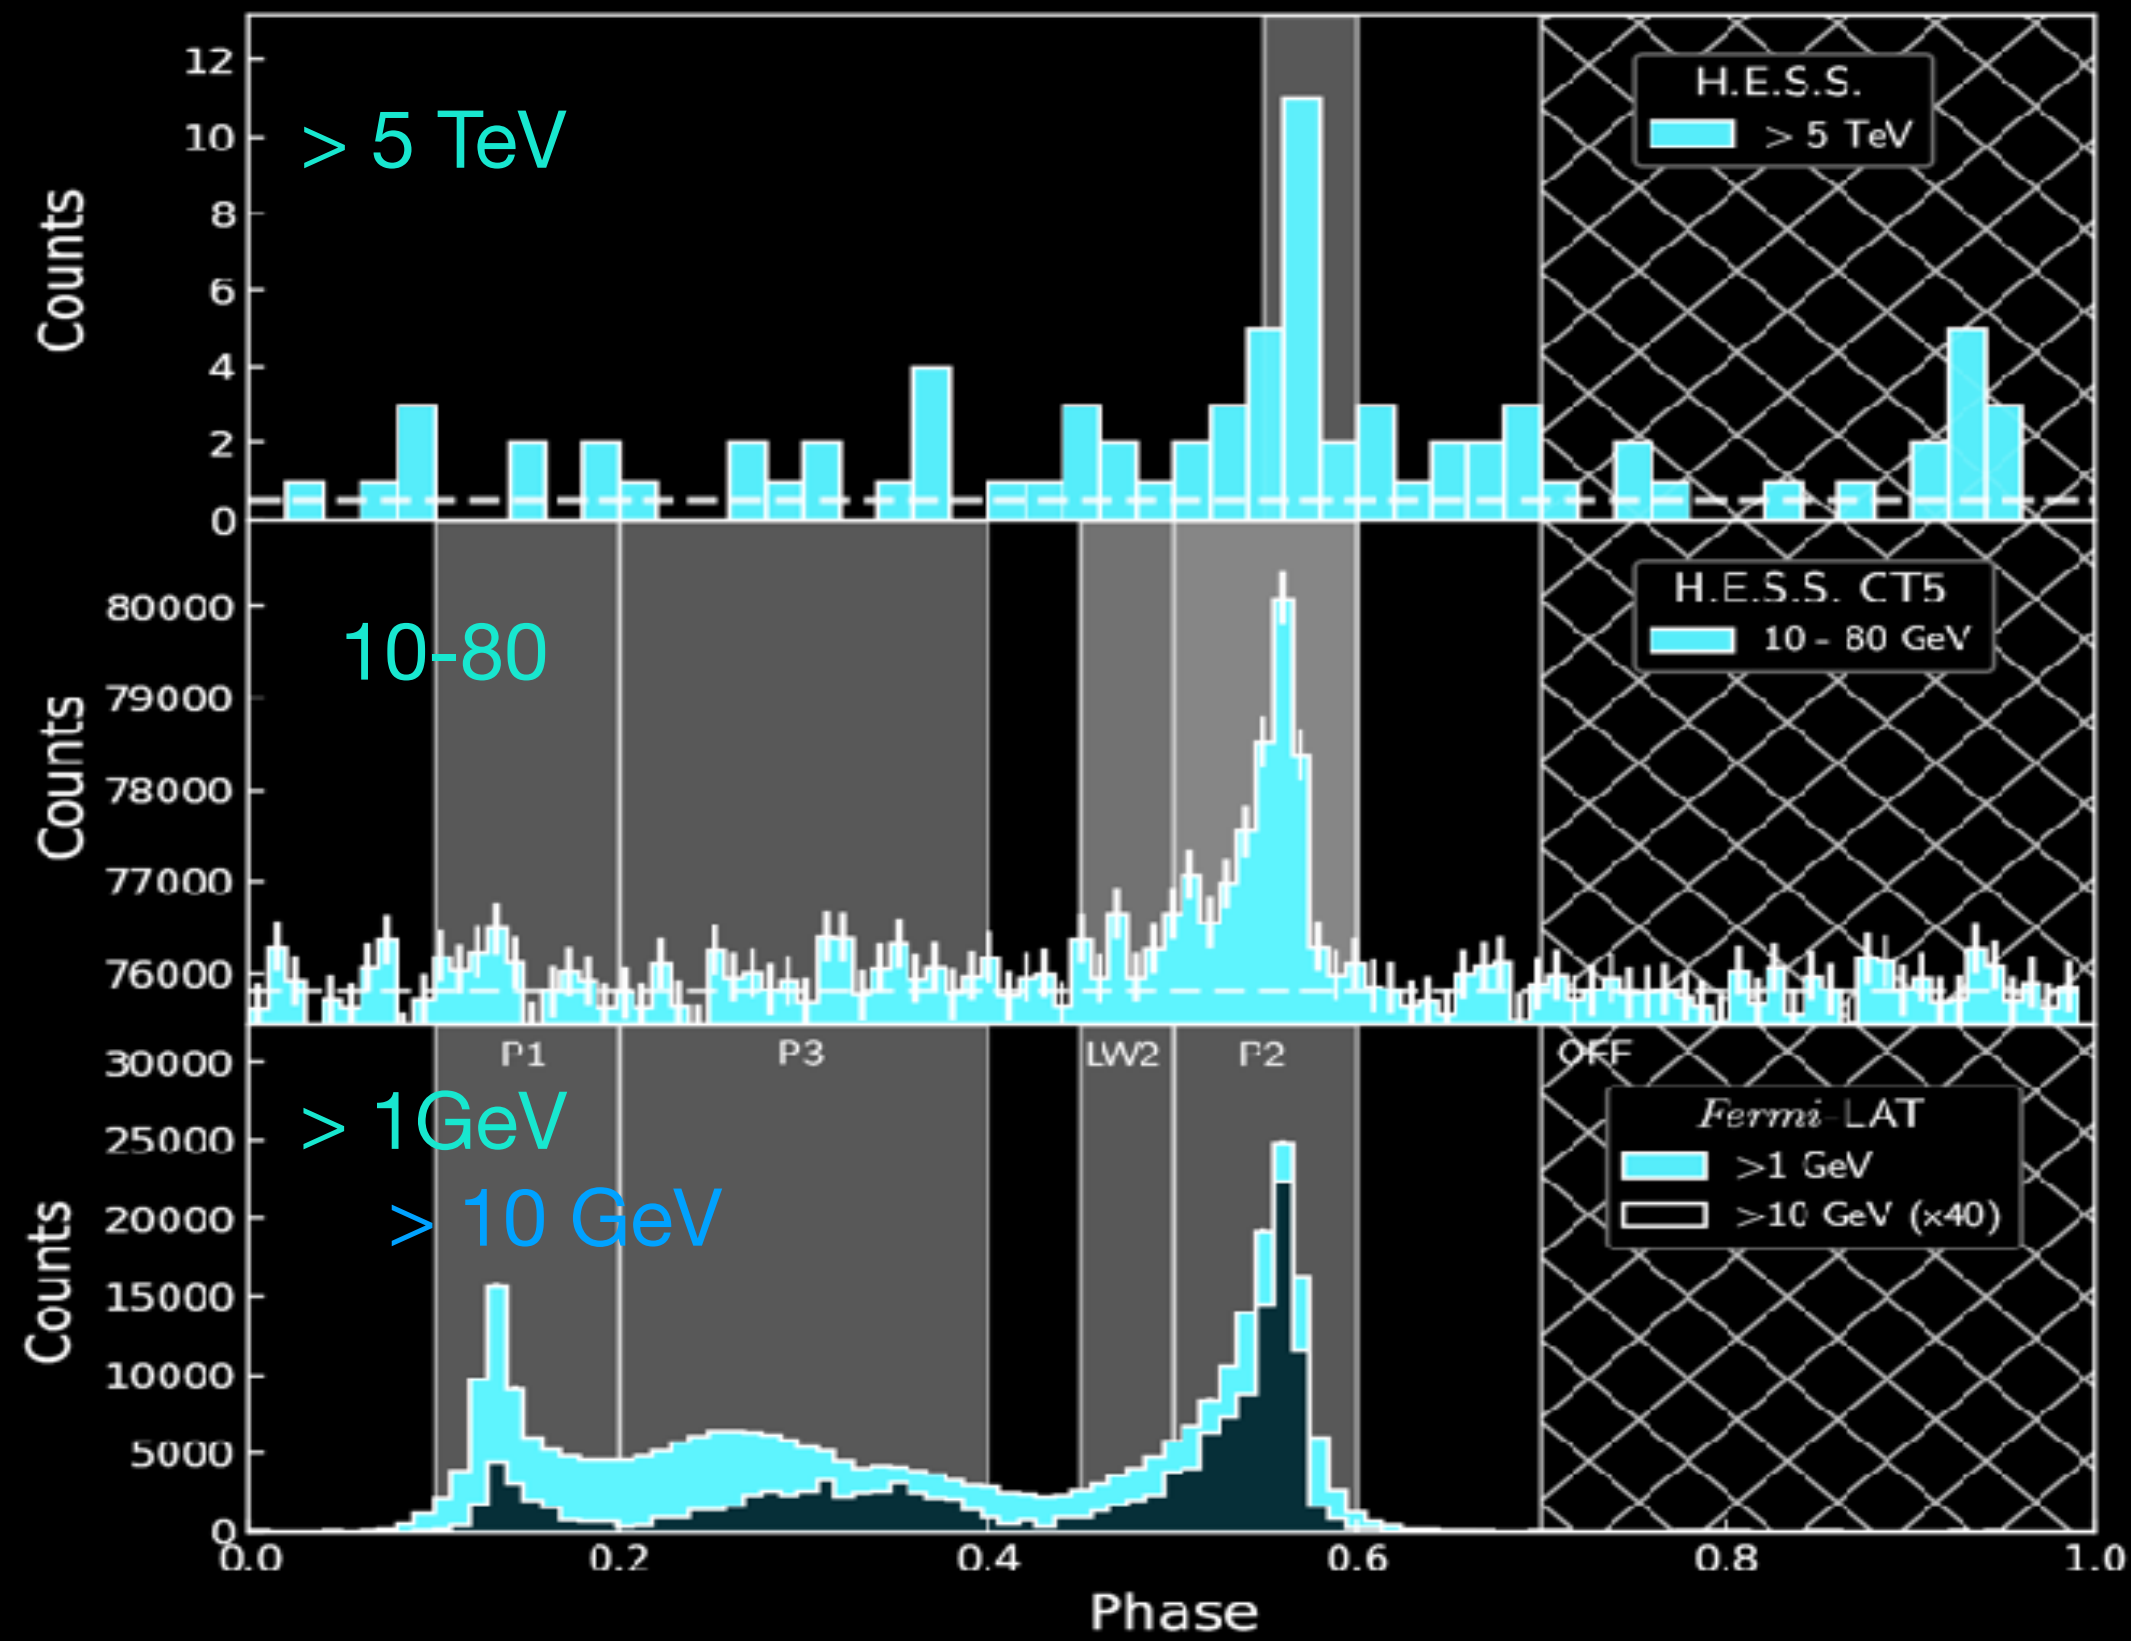 12
10
8
6
4
2
0
Counts
> 5 TeV
H.E.S.S.
> 5 TeV
80000
79000
78000
77000
76000
Counts
10-80
H.E.S.S. CT5
10 - 80 GeV
30000
25000
20000
15000
10000
5000
0
Counts
P1
P3
LW2
P2
OFF
> 1GeV
> 10 GeV
Fermi-LAT
>1 GeV
>10 GeV (x40)
0.0 0.2 0.4 0.6 0.8 1.0
Phase